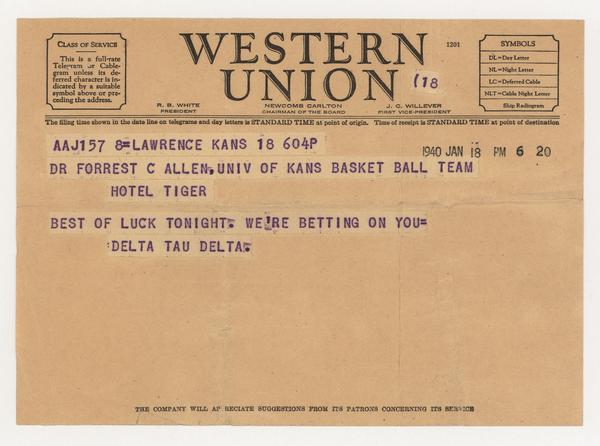 CLASS OF SERVICE
This is a full-rate
Telegram or Cable-
gram unless its de-
ferred character is in-
dicated by a suitable
symbol above or pre-
ceding the address.
WESTERN
UNION
1201
(18
R. B. WHITE
PRESIDENT
NEWCOMB CARLTON
CHAIRMAN OF THE BOARD
J. C. WILLEVER
FIRST VICE-PRESIDENT
SYMBOLS
DL=Day Letter
NL=Night Letter
LC=Deferred Cable
NLT=Cable Night Letter
Ship Radiogram
The filing time shown in the date line on telegrams and day letters is STANDARD TIME at point of origin. Time of receipt is STANDARD TIME at point of destination
AAJ157 8=LAWRENCE KANS 18 604P
1940 JAN 18 PM 6 20
DR FORREST C ALLEN, UNIV OF KANS BASKET BALL TEAM
HOTEL TIGER
BEST OF LUCK TONIGHT. WE'RE BETTING ON YOU=
:DELTA TAU DELTA.
THE COMPANY WILL APPRECIATE SUGGESTIONS FROM ITS PATRONS CONCERNING ITS SERVICE